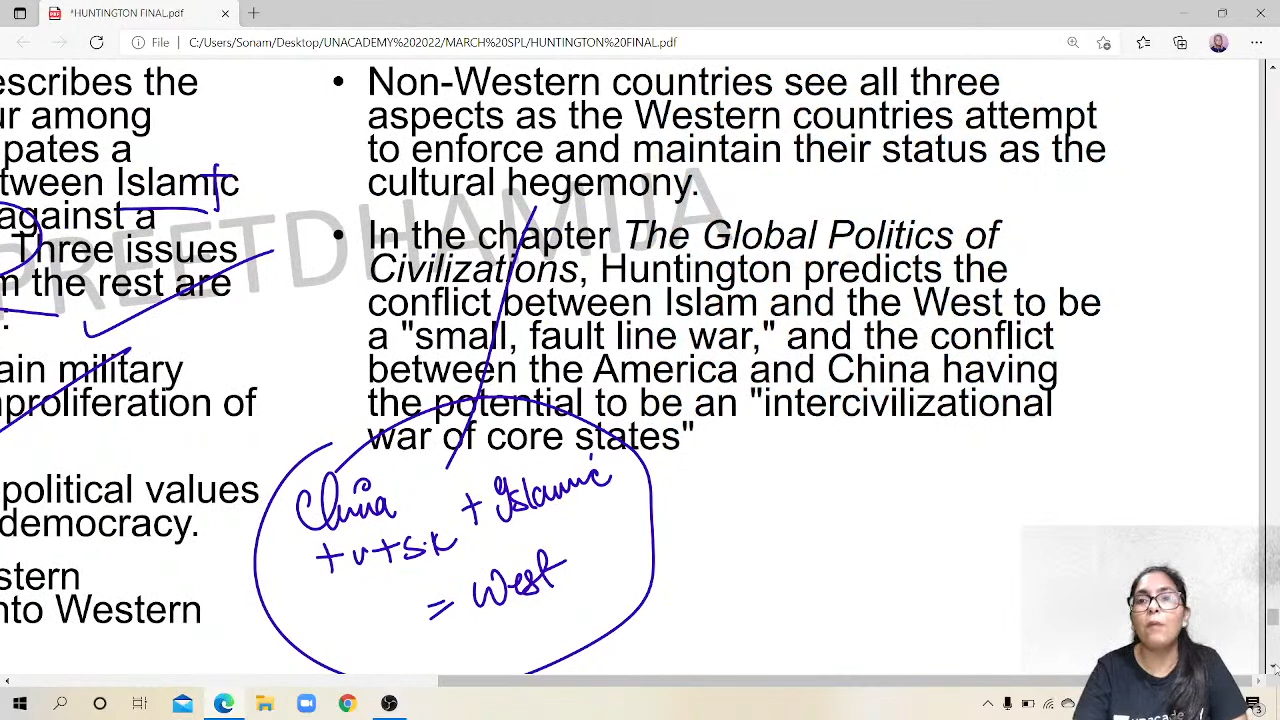 *HUNTINGTON FINAL.pdf
File
C:/Users/Sonam/Desktop/UNACADEMY%202022/MARCH%20SPL/HUNTINGTON%20FINAL.pdf
escribes the
ur among
pates a
tween Islamic
against a
Three issues
m the rest are
ain military
nproliferation of
political values
democracy.
stern
nto Western
• Non-Western countries see all three
aspects as the Western countries attempt
to enforce and maintain their status as the
cultural hegemony.
• In the chapter The Global Politics of
Civilizations, Huntington predicts the
conflict between Islam and the West to be
a "small, fault line war," and the conflict
between the America and China having
the potential to be an "intercivilizational
war of core states"
PREETDHAMIJA
China + Islamic
+ v + S.K
= West
unacade
3